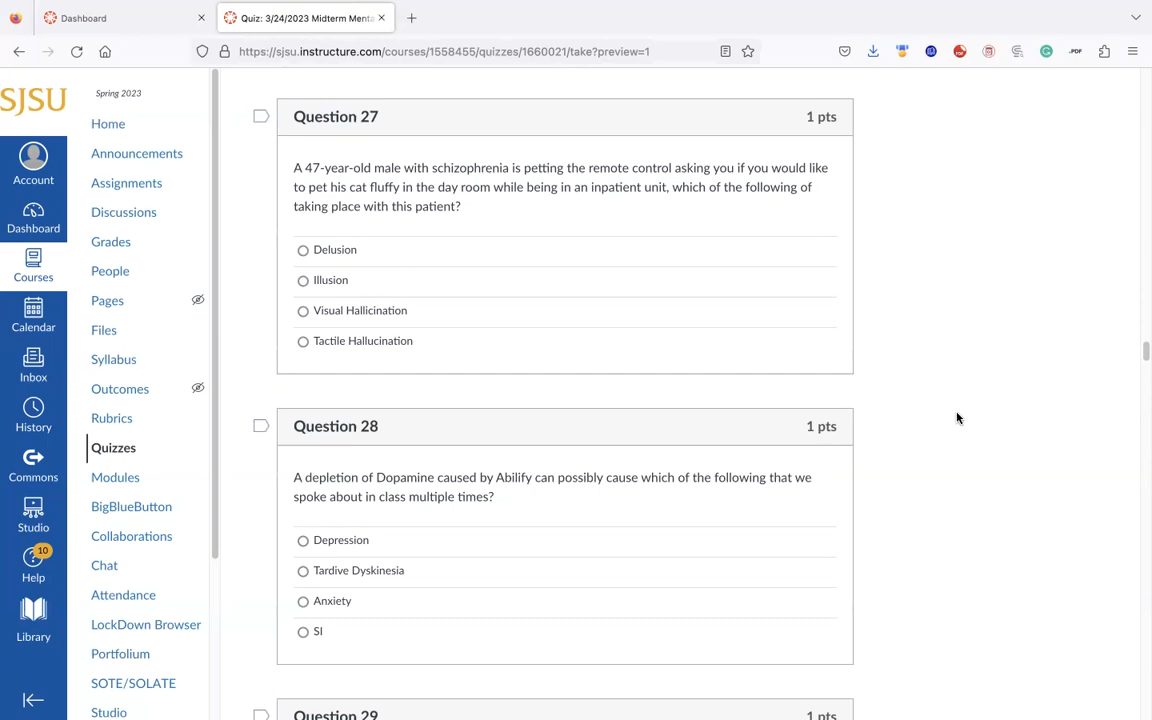 Dashboard
Quiz: 3/24/2023 Midterm Menta
https://sjsu.instructure.com/courses/1558455/quizzes/1660021/take?preview=1
.PDF
SJSU
Account
Dashboard
Courses
Calendar
Inbox
History
Commons
Studio
10
Help
Library
Spring 2023
Home
Announcements
Assignments
Discussions
Grades
People
Pages
Files
Syllabus
Outcomes
Rubrics
Quizzes
Modules
BigBlueButton
Collaborations
Chat
Attendance
LockDown Browser
Portfolium
SOTE/SOLATE
Studio
Question 27 1 pts
A 47-year-old male with schizophrenia is petting the remote control asking you if you would like
to pet his cat fluffy in the day room while being in an inpatient unit, which of the following of
taking place with this patient?
Delusion
Illusion
Visual Hallicination
Tactile Hallucination
Question 28 1 pts
A depletion of Dopamine caused by Abilify can possibly cause which of the following that we
spoke about in class multiple times?
Depression
Tardive Dyskinesia
Anxiety
SI
Question 29 1 pts